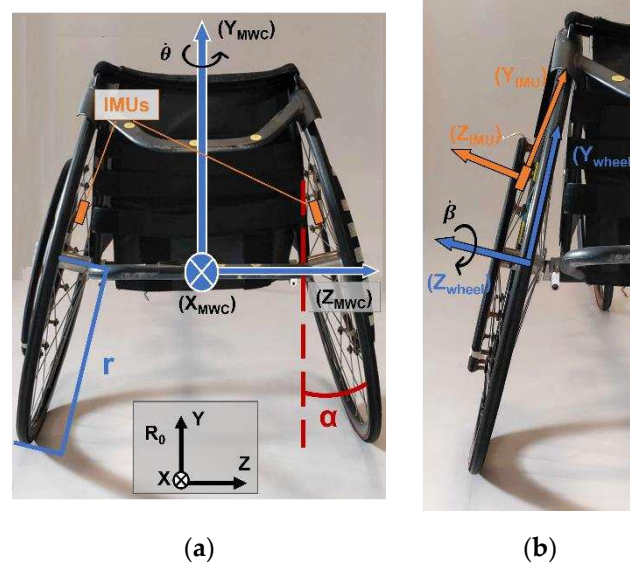 (Y_MWC)
θ̇
IMUs
(X_MWC)
(Z_MWC)
r
α
R₀
Y
X
Z
(a)
(Y_IMU)
(Z_IMU)
(Y_wheel
β̇
(Z_wheel)
(b)